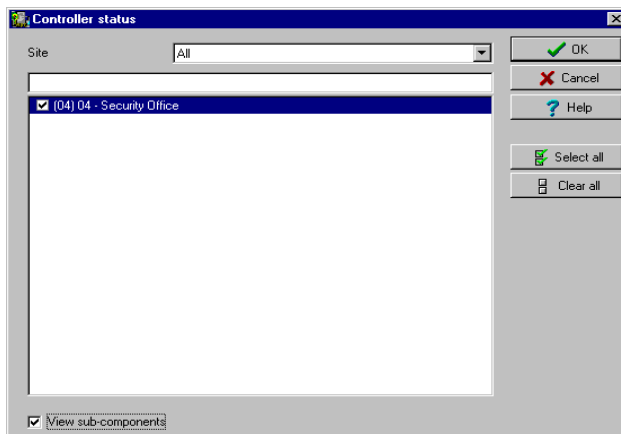 Controller status
Site
All
OK
Cancel
Help
(04) 04 - Security Office
Select all
Clear all
View sub-components